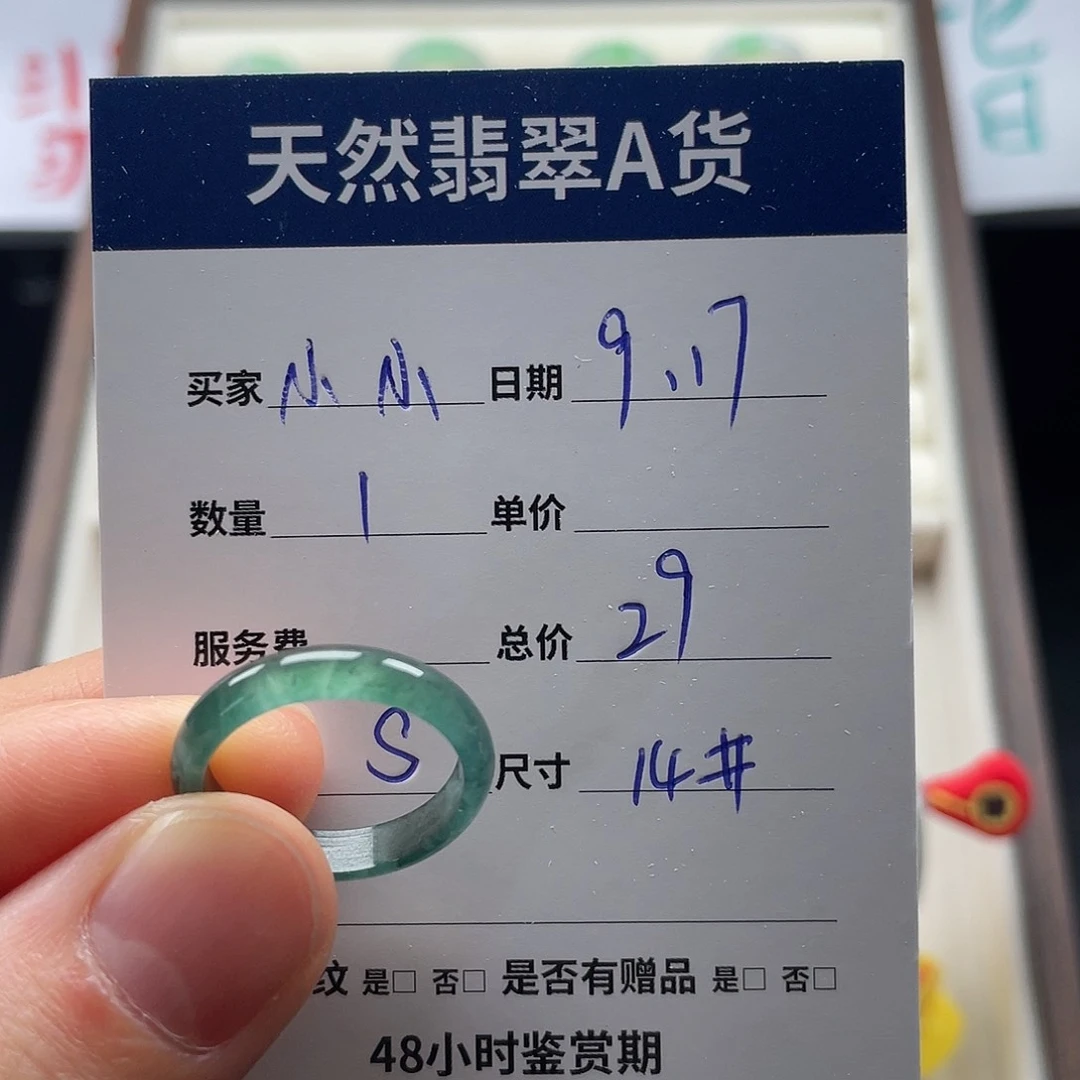 天然翡翠A货
买家 小小 日期 9.17
数量 1 单价
服务费 总价 29
S 尺寸 14#
纹 是□ 否□ 是否有赠品 是□ 否□
48小时鉴赏期